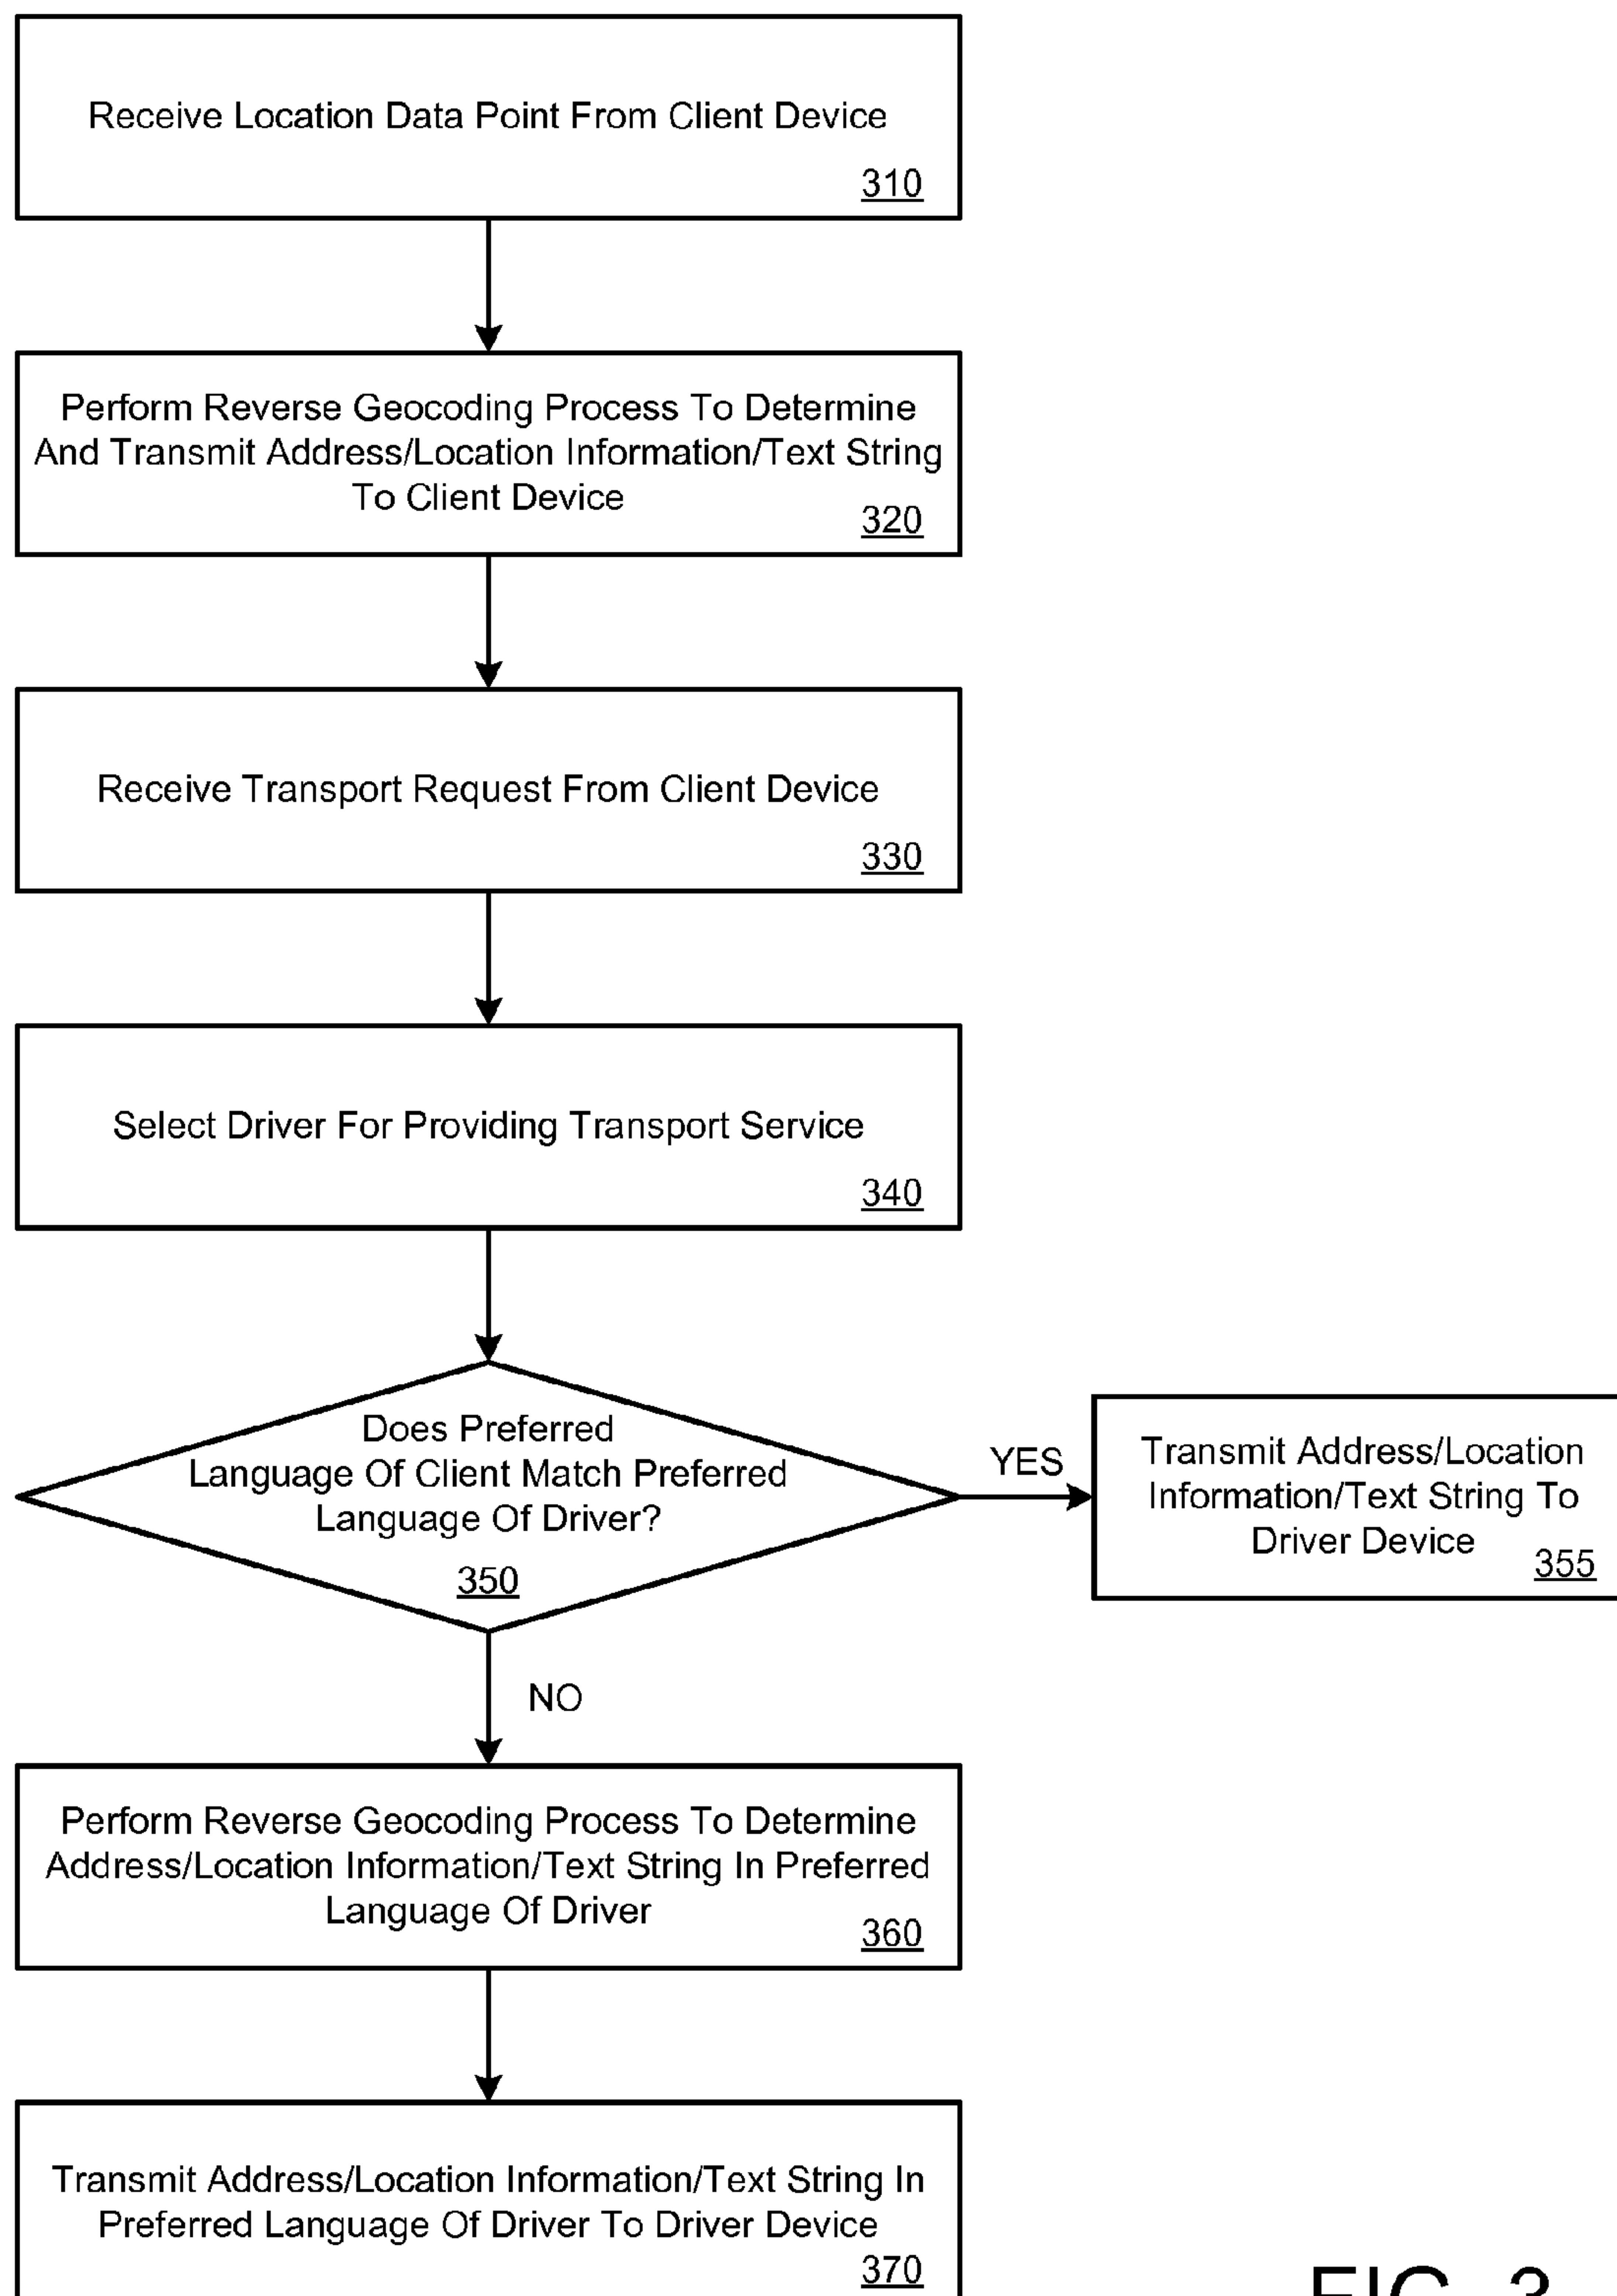 Receive Location Data Point From Client Device
310
Perform Reverse Geocoding Process To Determine
And Transmit Address/Location Information/Text String
To Client Device
320
Receive Transport Request From Client Device
330
Select Driver For Providing Transport Service
340
Does Preferred
Language Of Client Match Preferred
Language Of Driver?
350
YES
Transmit Address/Location
Information/Text String To
Driver Device
355
NO
Perform Reverse Geocoding Process To Determine
Address/Location Information/Text String In Preferred
Language Of Driver
360
Transmit Address/Location Information/Text String In
Preferred Language Of Driver To Driver Device
370
FIG. 3